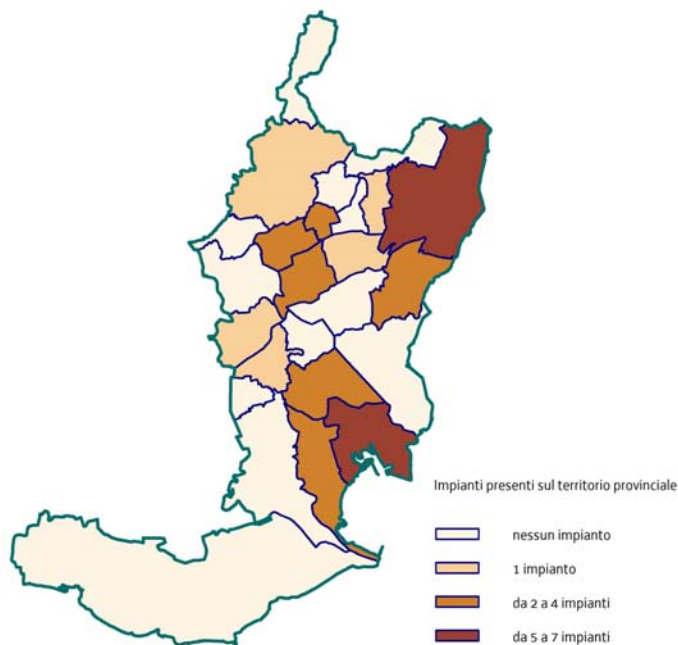 Impianti presenti sul territorio provinciale
nessun impianto
1 impianto
da 2 a 4 impianti
da 5 a 7 impianti